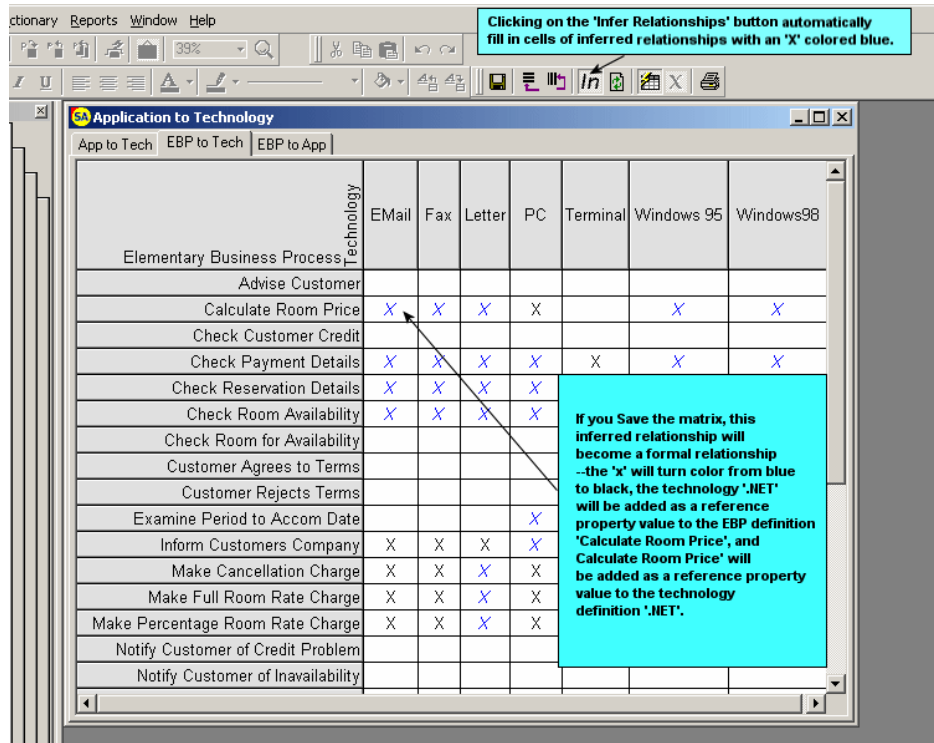 ctionary Reports Window Help
Clicking on the 'Infer Relationships' button automatically
fill in cells of inferred relationships with an 'X' colored blue.
39%
I U A In X
SA Application to Technology
App to Tech EBP to Tech EBP to App
Technology
Elementary Business Process
EMail Fax Letter PC Terminal Windows 95 Windows98
Advise Customer
Calculate Room Price X X X X X X
Check Customer Credit
Check Payment Details X X X X X X X
Check Reservation Details X X X X
Check Room Availability X X X X
Check Room for Availability
Customer Agrees to Terms
Customer Rejects Terms
Examine Period to Accom Date X
Inform Customers Company X X X X
Make Cancellation Charge X X X X
Make Full Room Rate Charge X X X X
Make Percentage Room Rate Charge X X X X
Notify Customer of Credit Problem
Notify Customer of Inavailability
If you Save the matrix, this
inferred relationship will
become a formal relationship
--the 'x' will turn color from blue
to black, the technology '.NET'
will be added as a reference
property value to the EBP definition
'Calculate Room Price', and
Calculate Room Price' will
be added as a reference property
value to the technology
definition '.NET'.